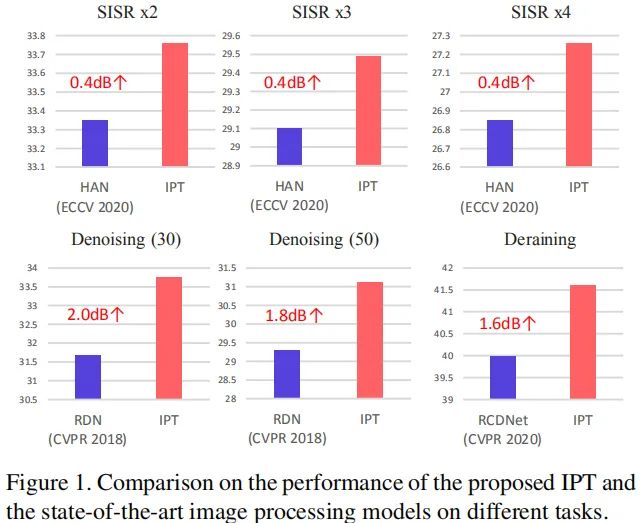 SISR x2
33.8
33.7
33.6
33.5
33.4
33.3
33.2
33.1
0.4dB↑
HAN
(ECCV 2020)
IPT
SISR x3
29.6
29.5
29.4
29.3
29.2
29.1
29
28.9
0.4dB↑
HAN
(ECCV 2020)
IPT
SISR x4
27.3
27.2
27.1
27
26.9
26.8
26.7
26.6
0.4dB↑
HAN
(ECCV 2020)
IPT
Denoising (30)
34
33.5
33
32.5
32
31.5
31
30.5
2.0dB↑
RDN
(CVPR 2018)
IPT
Denoising (50)
31.5
31
30.5
30
29.5
29
28.5
28
1.8dB↑
RDN
(CVPR 2018)
IPT
Deraining
42
41.5
41
40.5
40
39.5
39
1.6dB↑
RCDNet
(CVPR 2020)
IPT
Figure 1. Comparison on the performance of the proposed IPT and
the state-of-the-art image processing models on different tasks.